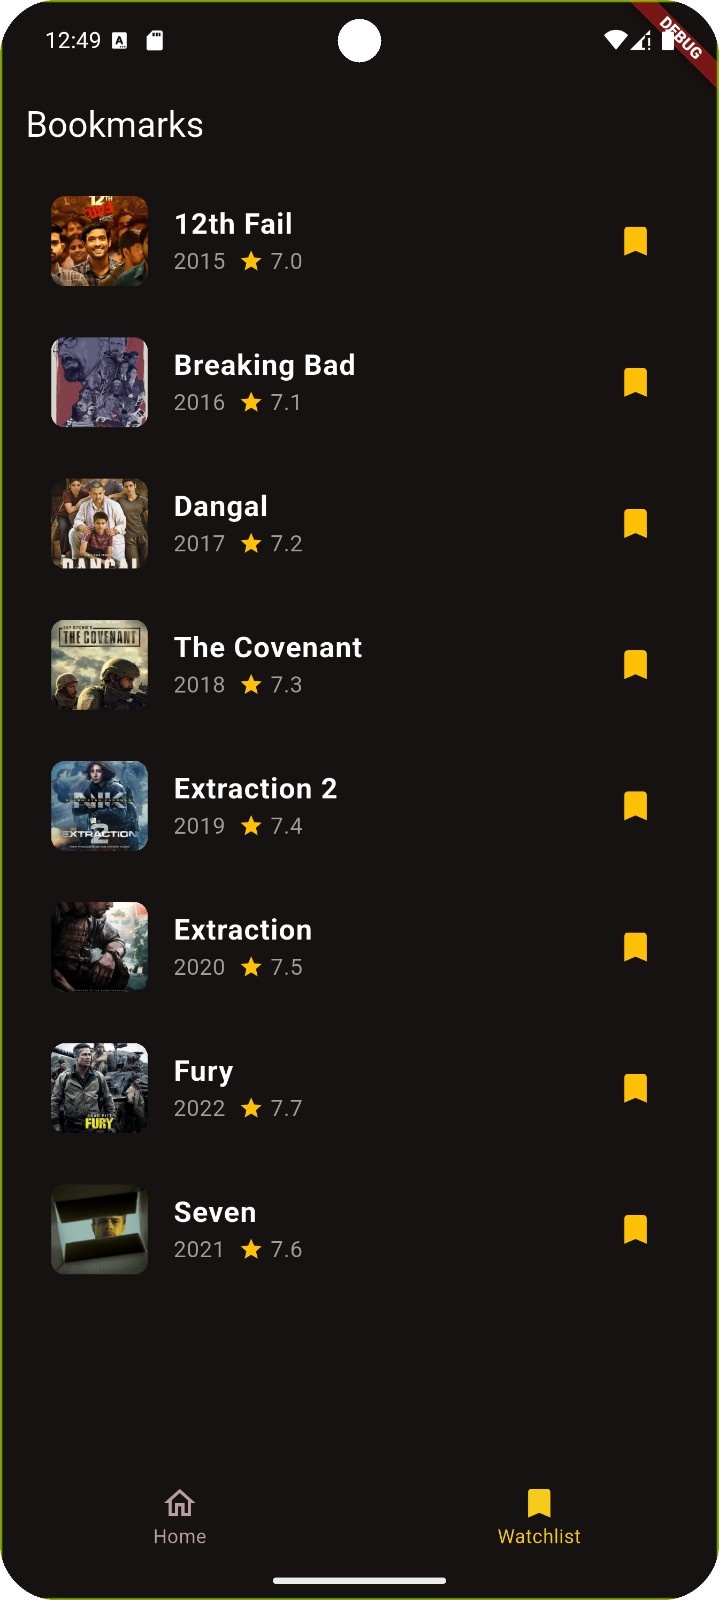 12:49
DEBUG
Bookmarks
12th Fail
2015 7.0
Breaking Bad
2016 7.1
Dangal
2017 7.2
DANGAL
The Covenant
THE COVENANT
2018 7.3
Extraction 2
2019 7.4
EXTRACTION
2
Extraction
2020 7.5
Fury
2022 7.7
FURY
Seven
2021 7.6
Home
Watchlist